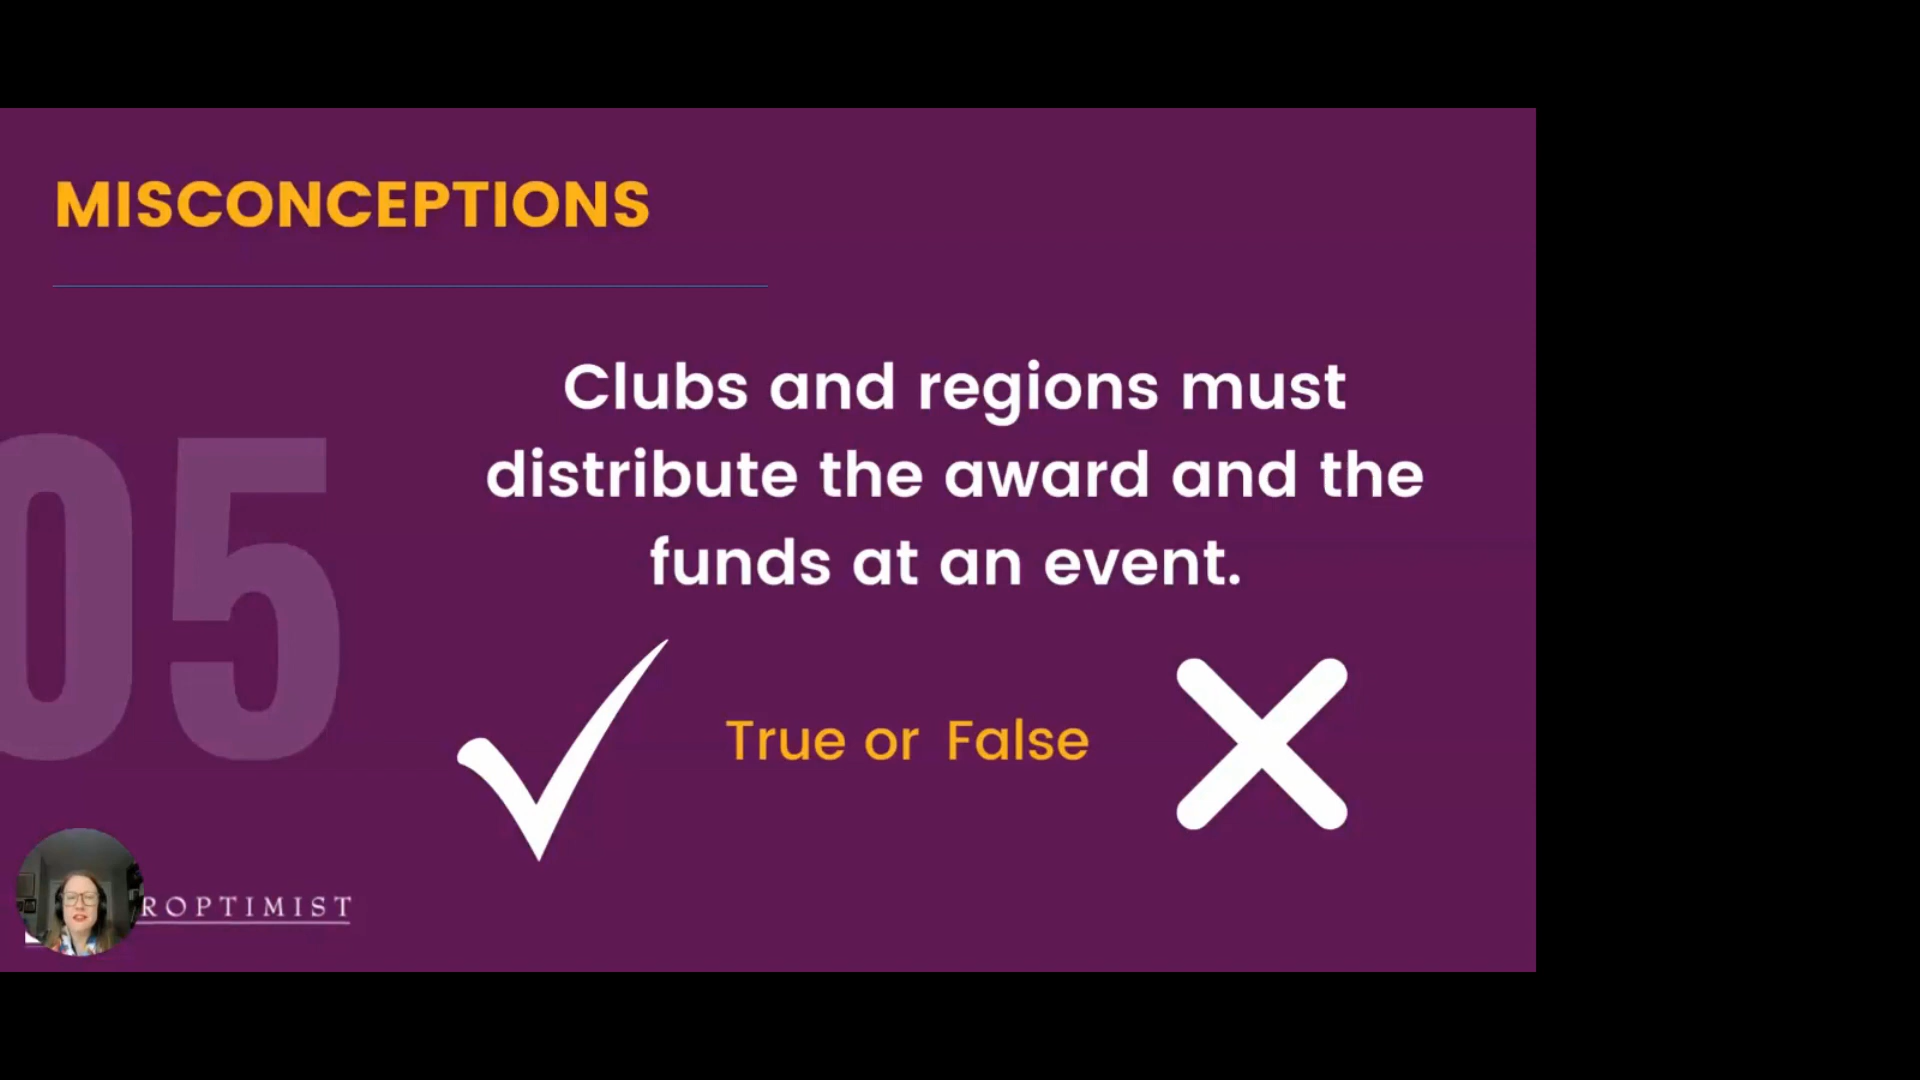 MISCONCEPTIONS
Clubs and regions must
distribute the award and the
funds at an event.
05
True or False
ROPTIMIST